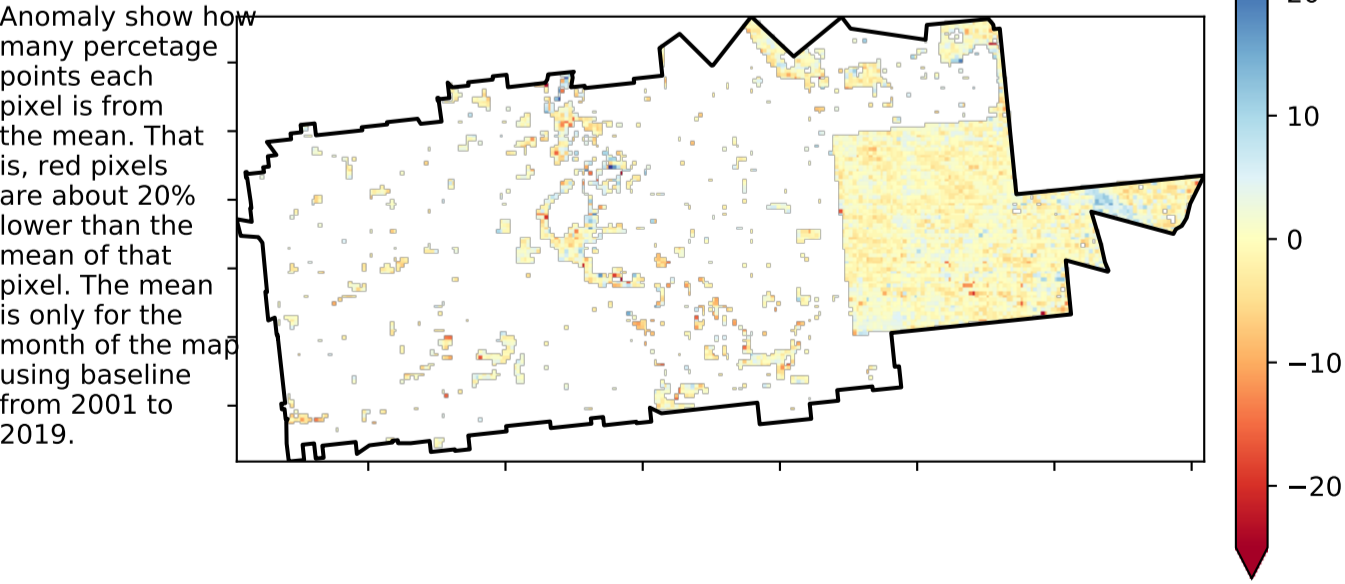 Anomaly show how
many percetage
points each
pixel is from
the mean. That
is, red pixels
are about 20%
lower than the
mean of that
pixel. The mean
is only for the
month of the map
using baseline
from 2001 to
2019.
10
0
−10
−20